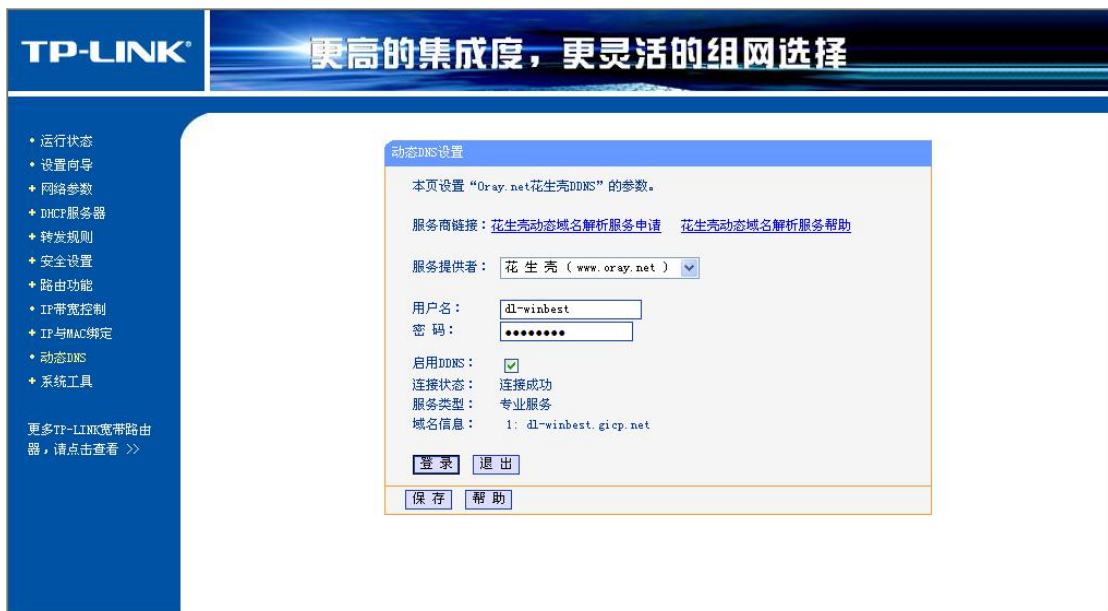 TP-LINK®
更高的集成度，更灵活的组网选择
• 运行状态
• 设置向导
+ 网络参数
+ DHCP服务器
+ 转发规则
+ 安全设置
+ 路由功能
• IP带宽控制
+ IP与MAC绑定
• 动态DNS
+ 系统工具
更多TP-LINK宽带路由
器，请点击查看 >>
动态DNS设置
本页设置“Oray.net花生壳DDNS”的参数。
服务商链接：花生壳动态域名解析服务申请 花生壳动态域名解析服务帮助
服务提供者： 花 生 壳 （ www.oray.net ）
用户名： dl-winbest
密 码： ●●●●●●●●
启用DDNS：
连接状态： 连接成功
服务类型： 专业服务
域名信息： 1: dl-winbest.gicp.net
登 录 退 出
保 存 帮 助